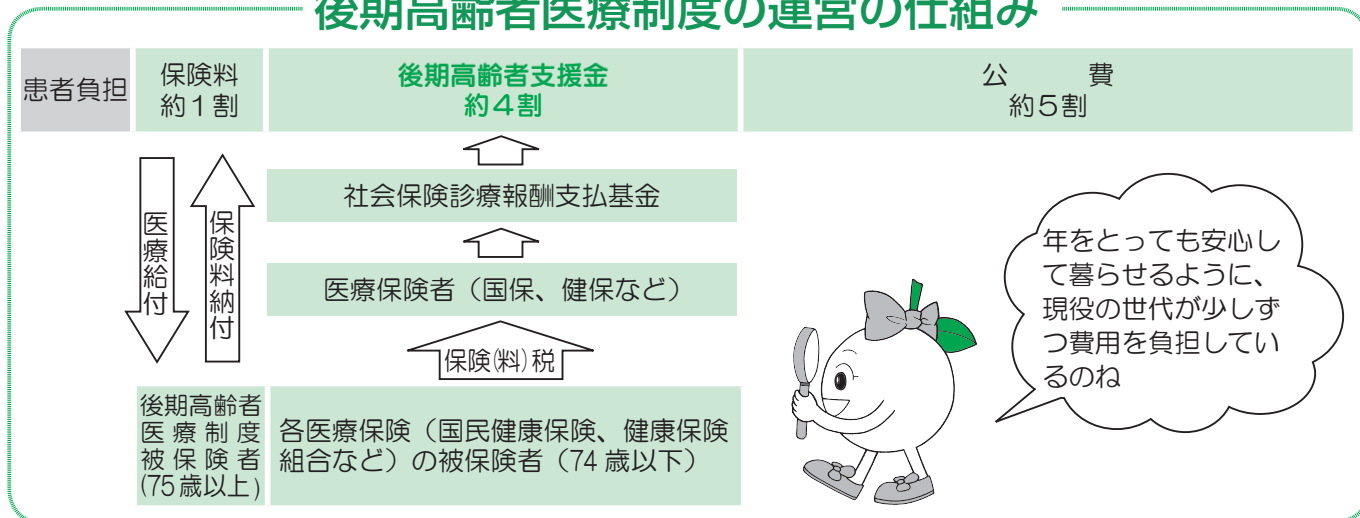 後期高齢者医療制度の運営の仕組み
患者負担
保険料
約1割
後期高齢者支援金
約4割
公　費
約5割
社会保険診療報酬支払基金
医療保険者（国保、健保など）
保険(料)税
医療給付
保険料納付
後期高齢者
医療制度
被保険者
(75歳以上)
各医療保険（国民健康保険、健康保険
組合など）の被保険者（74歳以下）
年をとっても安心し
て暮らせるように、
現役の世代が少しず
つ費用を負担してい
るのね